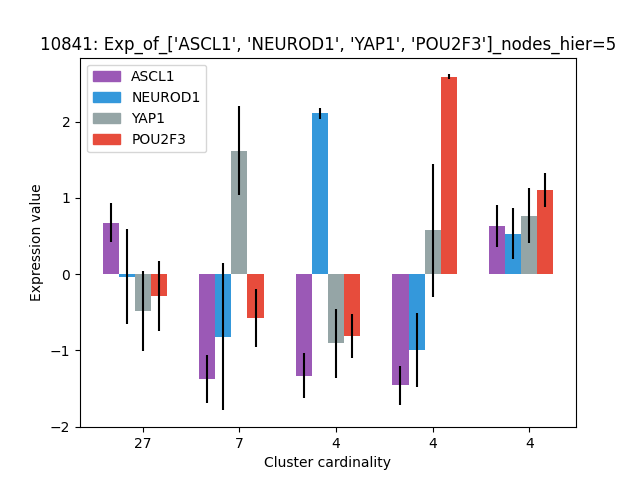 10841: Exp_of_['ASCL1', 'NEUROD1', 'YAP1', 'POU2F3']_nodes_hier=5
ASCL1
NEUROD1
YAP1
POU2F3
Expression value
2
1
0
−1
−2
27 7 4 4 4
Cluster cardinality